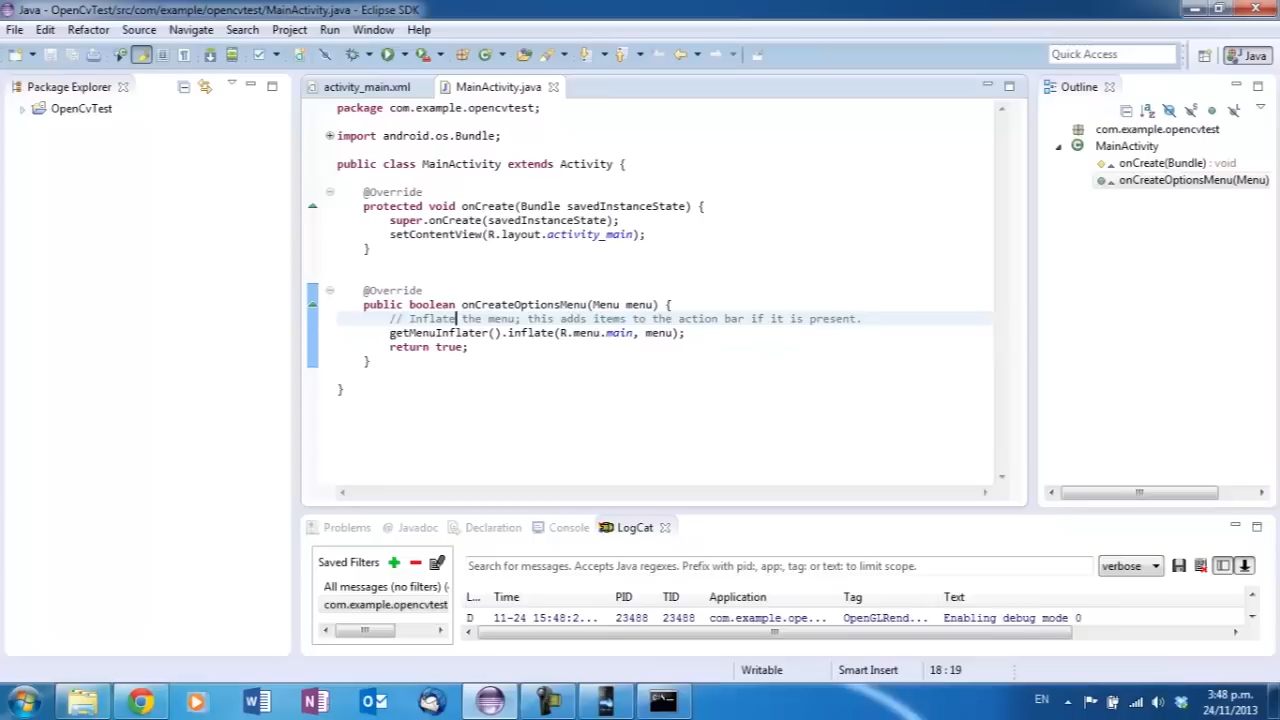 Java - OpenCvTest/src/com/example/opencvtest/MainActivity.java - Eclipse SDK
File Edit Refactor Source Navigate Search Project Run Window Help
Quick Access
Java
Package Explorer
OpenCvTest
activity_main.xml
MainActivity.java
package com.example.opencvtest;
import android.os.Bundle;
public class MainActivity extends Activity {
@Override
protected void onCreate(Bundle savedInstanceState) {
super.onCreate(savedInstanceState);
setContentView(R.layout.activity_main);
}
@Override
public boolean onCreateOptionsMenu(Menu menu) {
// Inflate the menu; this adds items to the action bar if it is present.
getMenuInflater().inflate(R.menu.main, menu);
return true;
}
}
Outline
com.example.opencvtest
MainActivity
onCreate(Bundle) : void
onCreateOptionsMenu(Menu)
Problems @ Javadoc Declaration Console LogCat
Saved Filters
All messages (no filters) (
com.example.opencvtest
Search for messages. Accepts Java regexes. Prefix with pid:, app:, tag: or text: to limit scope.
verbose
L... Time PID TID Application Tag Text
D 11-24 15:48:2... 23488 23488 com.example.ope... OpenGLRend... Enabling debug mode 0
Writable Smart Insert 18 : 19
EN
3:48 p.m.
24/11/2013